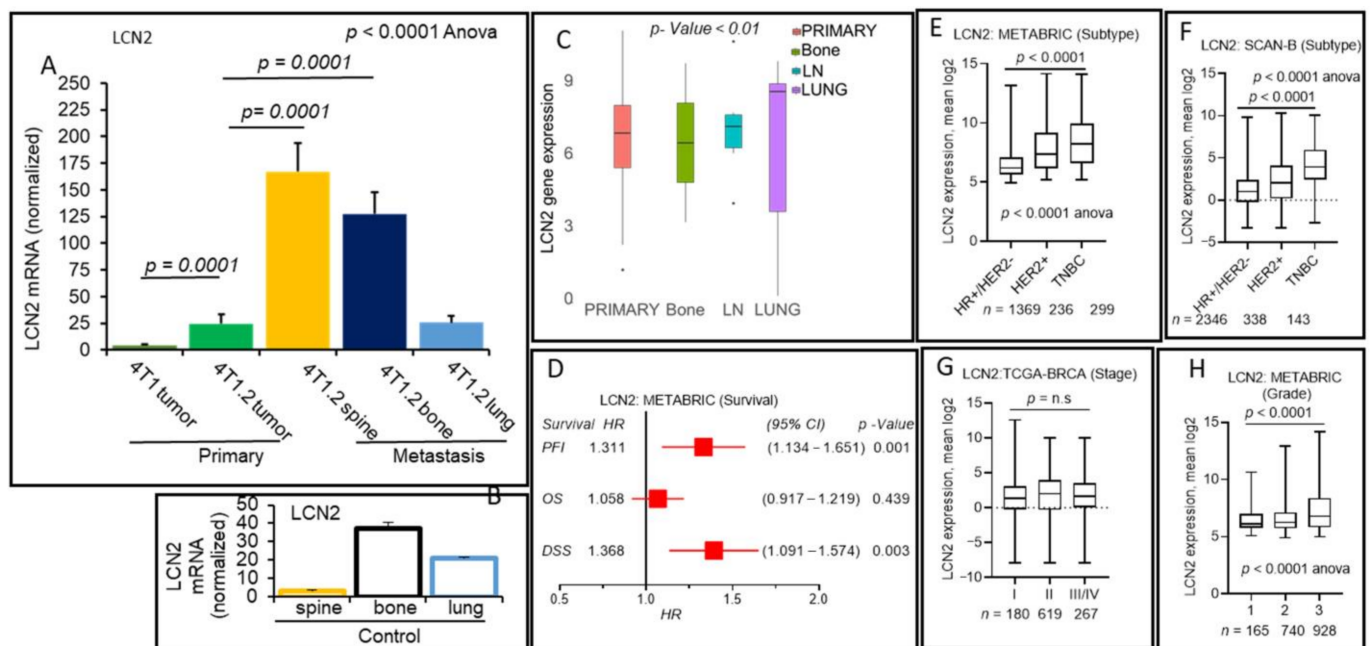 A
LCN2
p < 0.0001 Anova
p = 0.0001
p= 0.0001
p = 0.0001
LCN2 mRNA (normalized)
250
225
200
175
150
125
100
75
50
25
0
4T1 tumor
4T1.2 tumor
4T1.2 spine
4T1.2 bone
4T1.2 lung
Primary
Metastasis
B
LCN2
LCN2
mRNA
(normalized)
50
40
30
20
10
0
spine
bone
lung
Control
C
p- Value < 0.01
PRIMARY
Bone
LN
LUNG
LCN2 gene expression
9
6
3
0
PRIMARY
Bone
LN
LUNG
D
LCN2: METABRIC (Survival)
Survival HR (95% CI) p -Value
PFI 1.311 (1.134 – 1.651) 0.001
OS 1.058 (0.917 – 1.219) 0.439
DSS 1.368 (1.091 – 1.574) 0.003
0.5 1.0 1.5 2.0
HR
E
LCN2: METABRIC (Subtype)
p < 0.0001
LCN2 expression, mean log2
15
10
5
0
p < 0.0001 anova
HR+/HER2-
HER2+
TNBC
n = 1369 236 299
F
LCN2: SCAN-B (Subtype)
p < 0.0001 anova
p < 0.0001
LCN2 expression, mean log2
15
10
5
0
−5
HR+/HER2-
HER2+
TNBC
n = 2346 338 143
G
LCN2:TCGA-BRCA (Stage)
p = n.s
LCN2 expression, mean log2
15
10
5
0
−5
−10
I II III/IV
n = 180 619 267
H
LCN2: METABRIC
(Grade)
p < 0.0001
LCN2 expression, mean log2
15
10
5
0
p < 0.0001 anova
1 2 3
n = 165 740 928